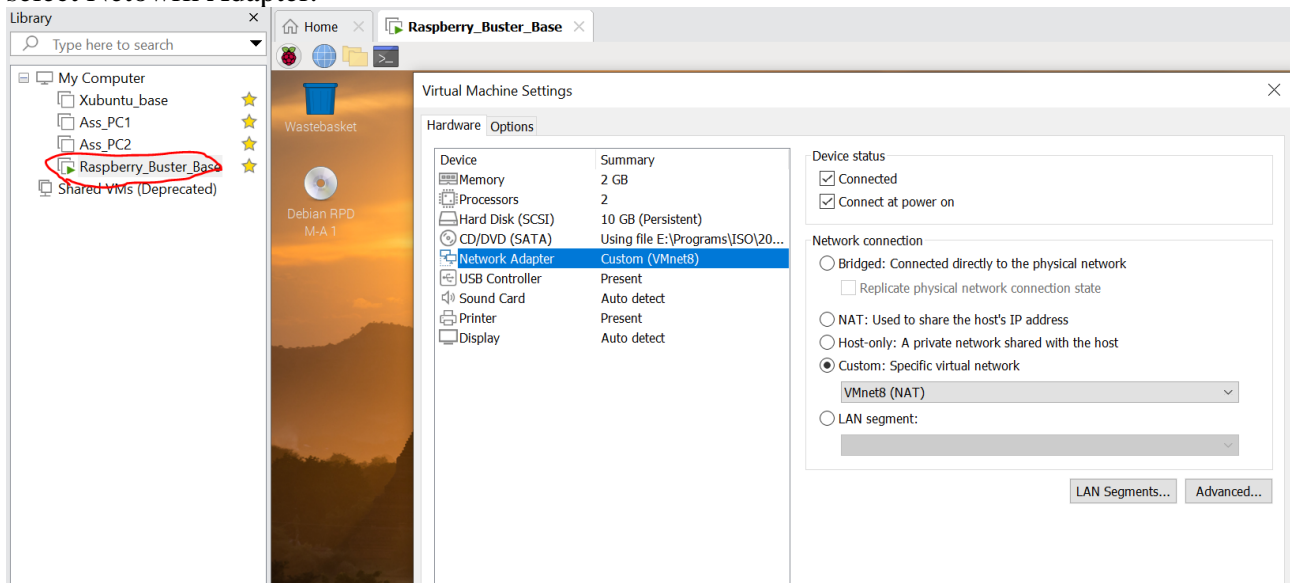 select Netowrk Adapter.
Library ×
Home × Raspberry_Buster_Base ×
Type here to search
My Computer
Xubuntu_base
Ass_PC1
Ass_PC2
Raspberry_Buster_Base
Shared VMs (Deprecated)
Wastebasket
Debian RPD
M-A 1
Virtual Machine Settings
Hardware Options
Device Summary
Memory 2 GB
Processors 2
Hard Disk (SCSI) 10 GB (Persistent)
CD/DVD (SATA) Using file E:\Programs\ISO\20...
Network Adapter Custom (VMnet8)
USB Controller Present
Sound Card Auto detect
Printer Present
Display Auto detect
Device status
Connected
Connect at power on
Network connection
Bridged: Connected directly to the physical network
Replicate physical network connection state
NAT: Used to share the host's IP address
Host-only: A private network shared with the host
Custom: Specific virtual network
VMnet8 (NAT)
LAN segment:
LAN Segments... Advanced...